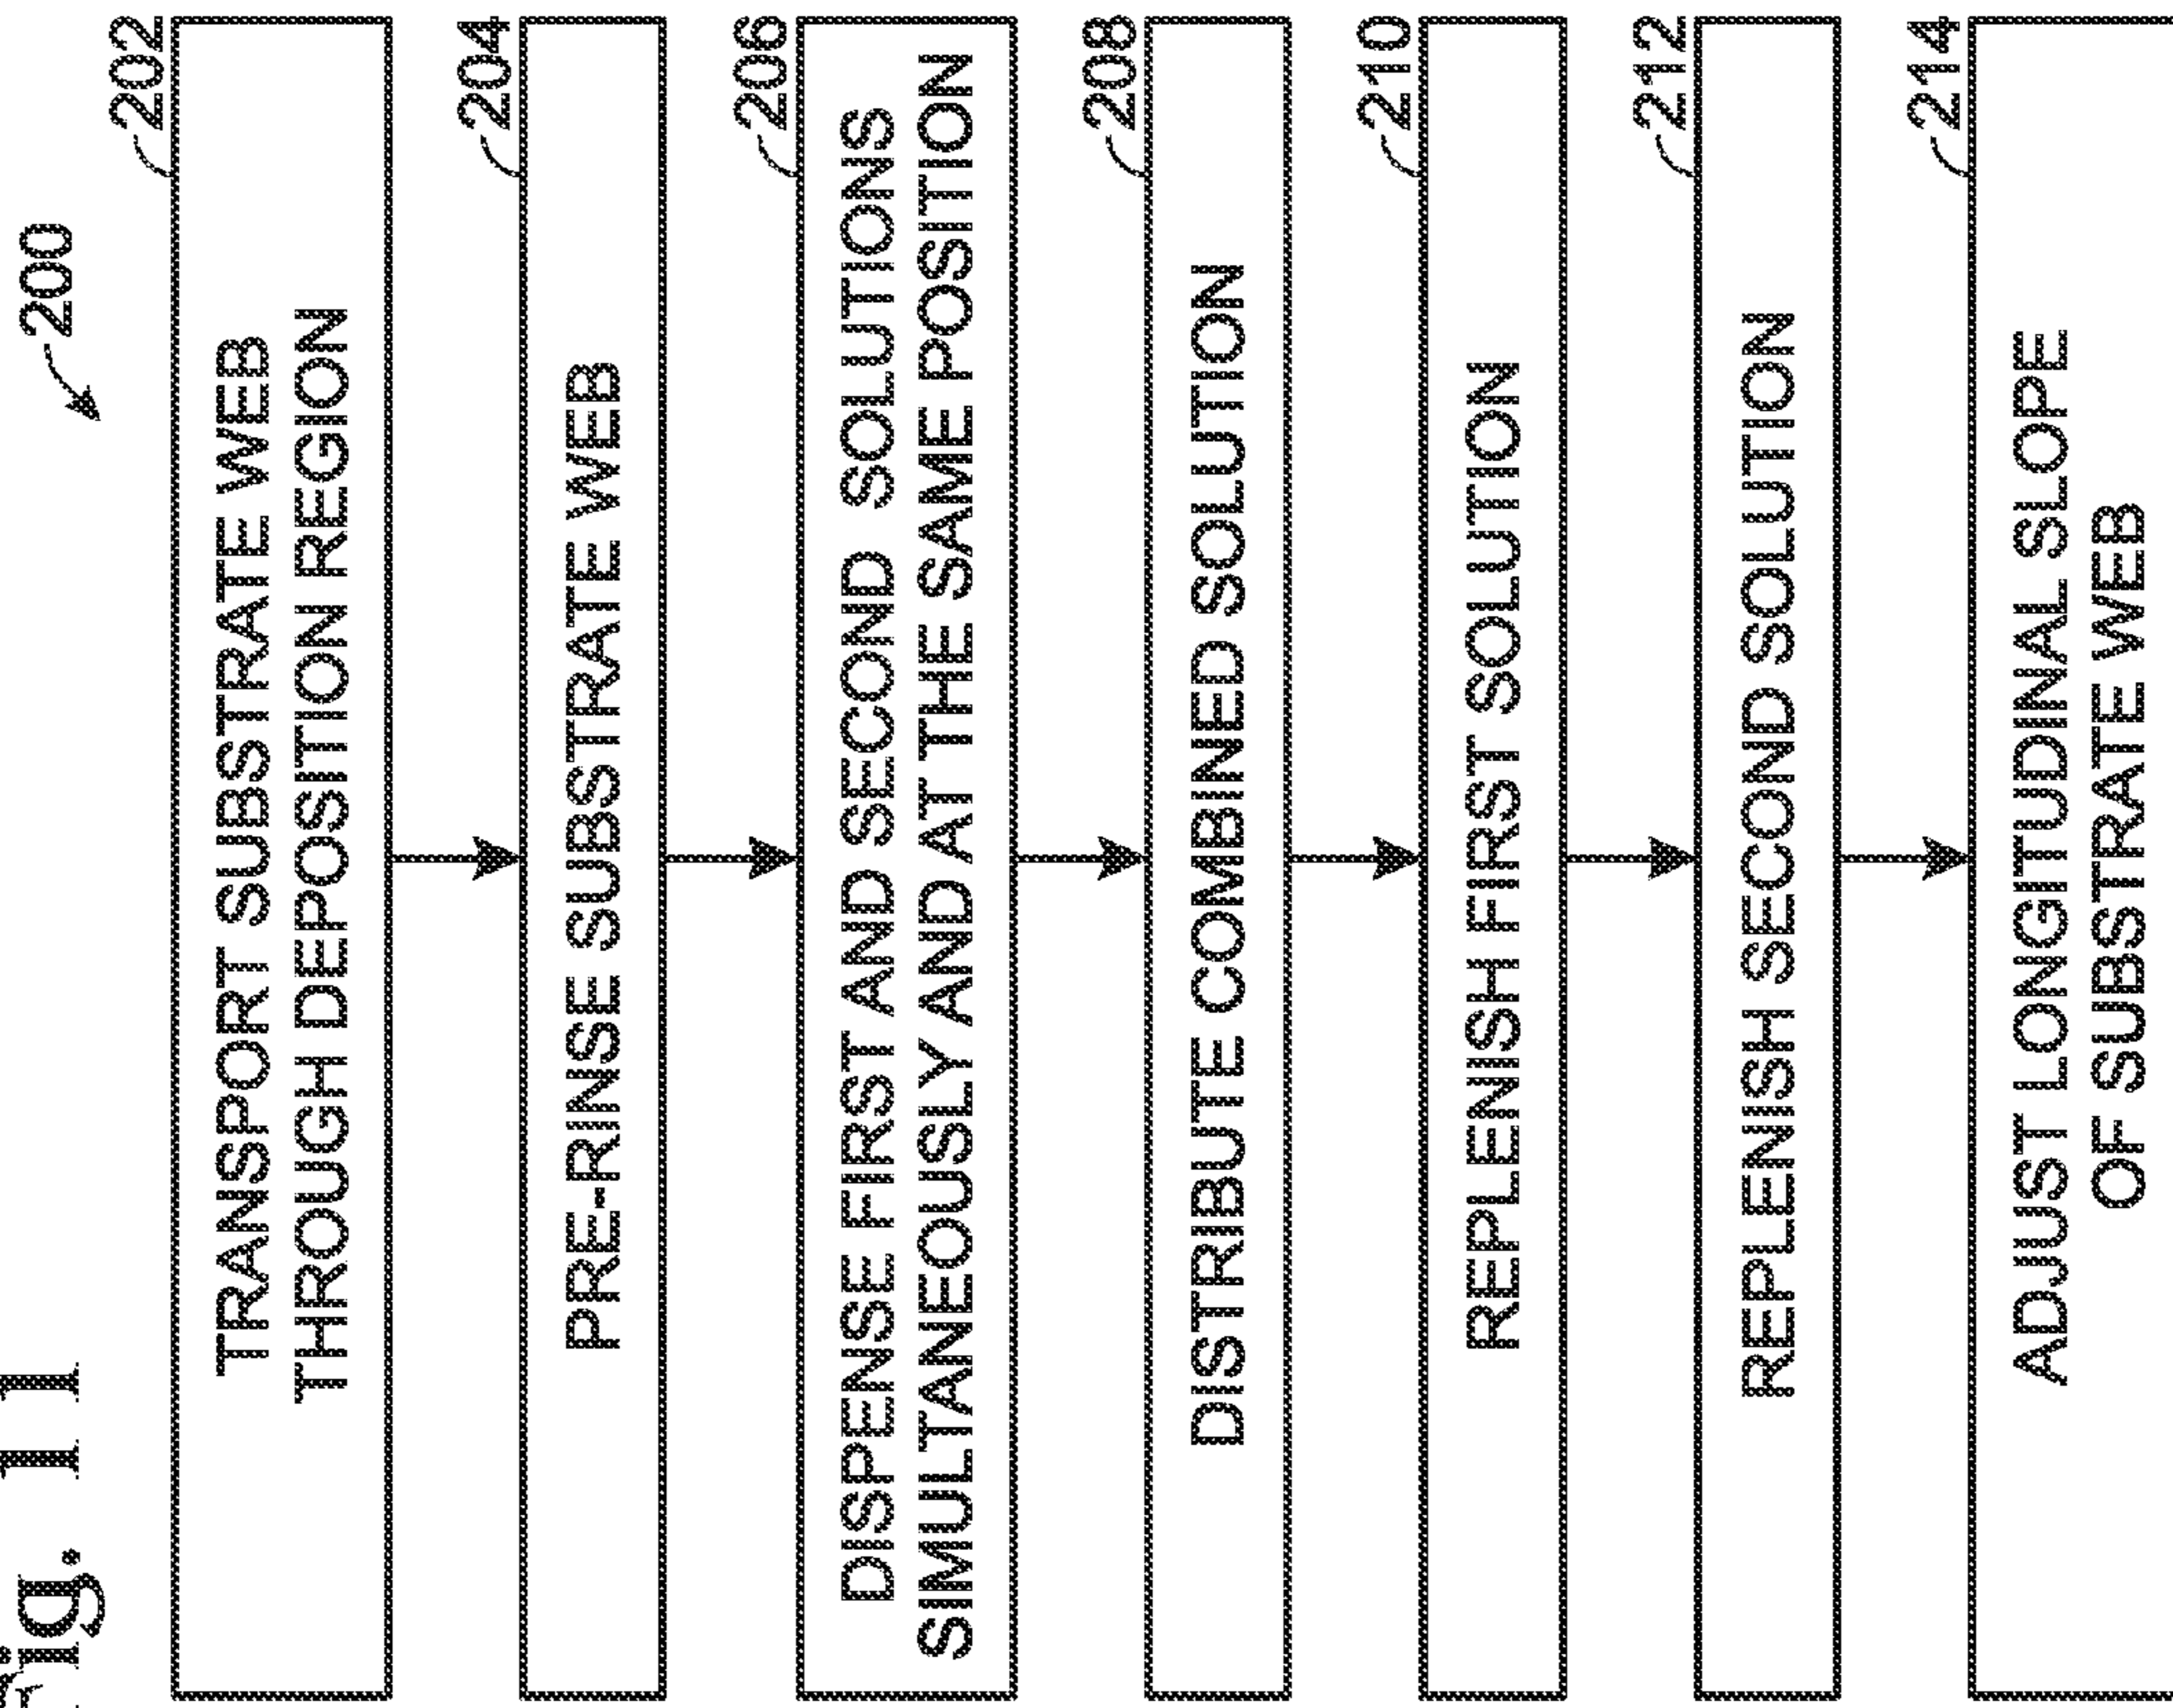 Fig. 11
200
202
TRANSPORT SUBSTRATE WEB
THROUGH DEPOSITION REGION
204
PRE-RINSE SUBSTRATE WEB
206
DISPENSE FIRST AND SECOND SOLUTIONS
SIMULTANEOUSLY AND AT THE SAME POSITION
208
DISTRIBUTE COMBINED SOLUTION
210
REPLENISH FIRST SOLUTION
212
REPLENISH SECOND SOLUTION
214
ADJUST LONGITUDINAL SLOPE
OF SUBSTRATE WEB